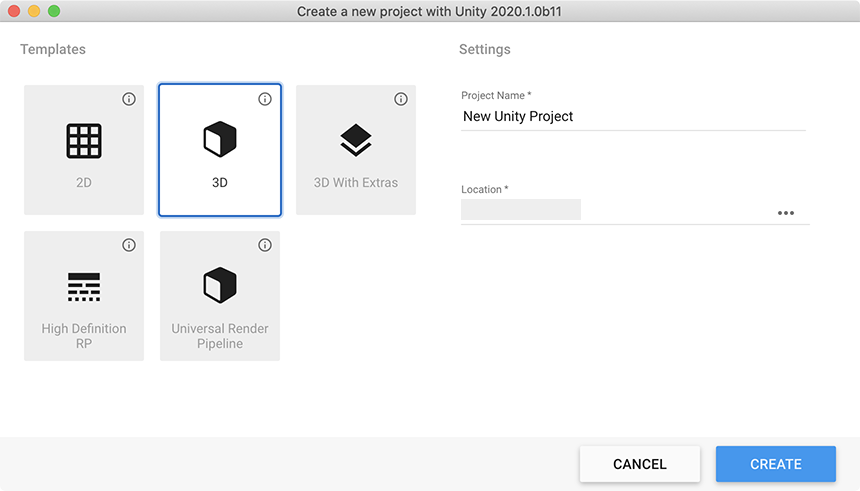 Create a new project with Unity 2020.1.0b11
Templates
2D
3D
3D With Extras
High Definition
RP
Universal Render
Pipeline
Settings
Project Name *
New Unity Project
Location *
CANCEL
CREATE